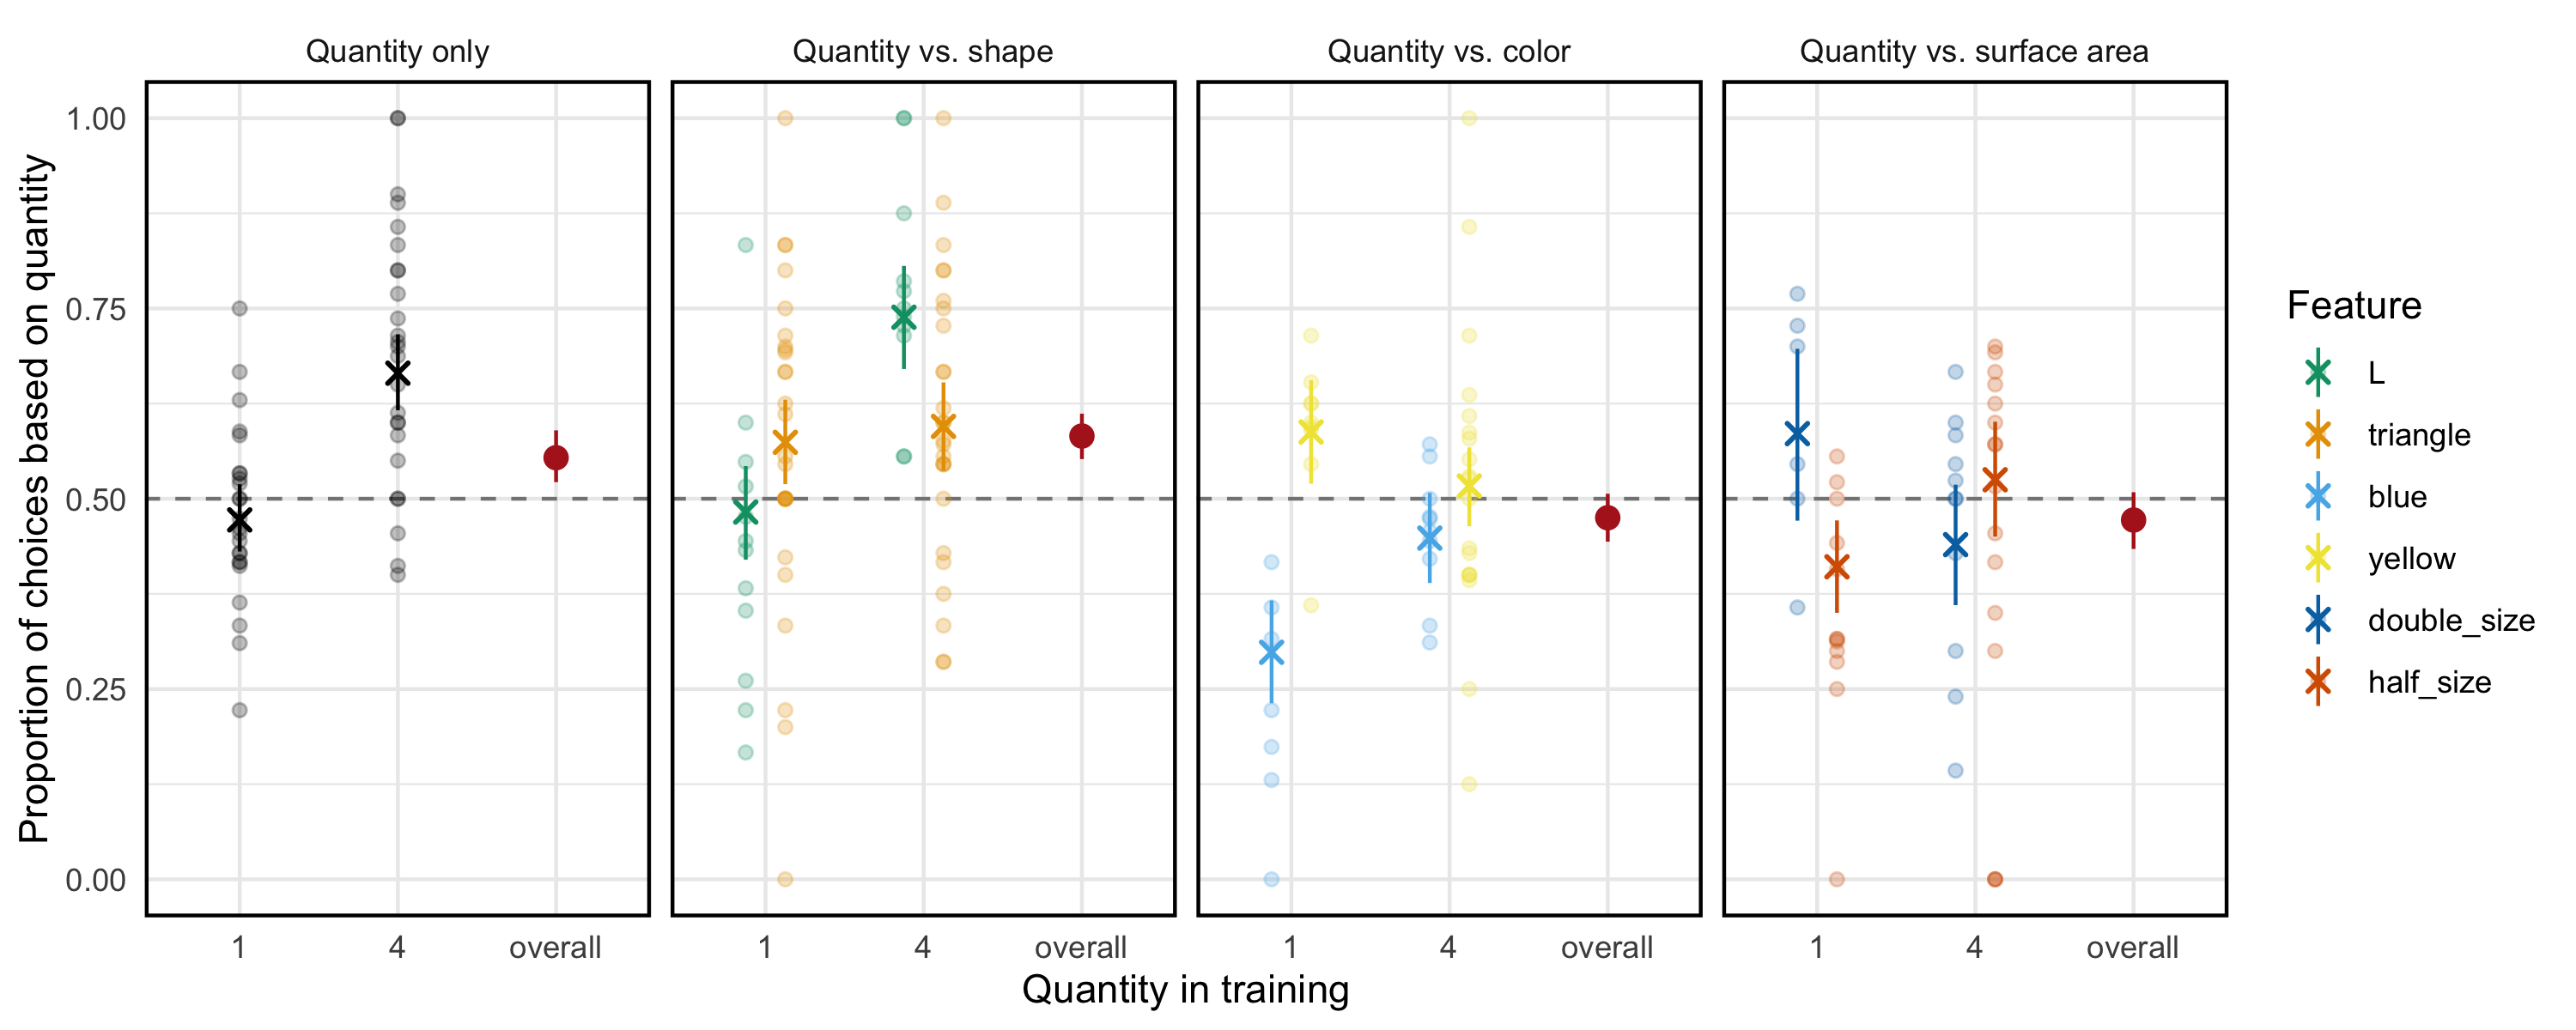 Quantity only
Quantity vs. shape
Quantity vs. color
Quantity vs. surface area
Proportion of choices based on quantity
1.00
0.75
0.50
0.25
0.00
1 4 overall
1 4 overall
1 4 overall
1 4 overall
Quantity in training
Feature
L
triangle
blue
yellow
double_size
half_size